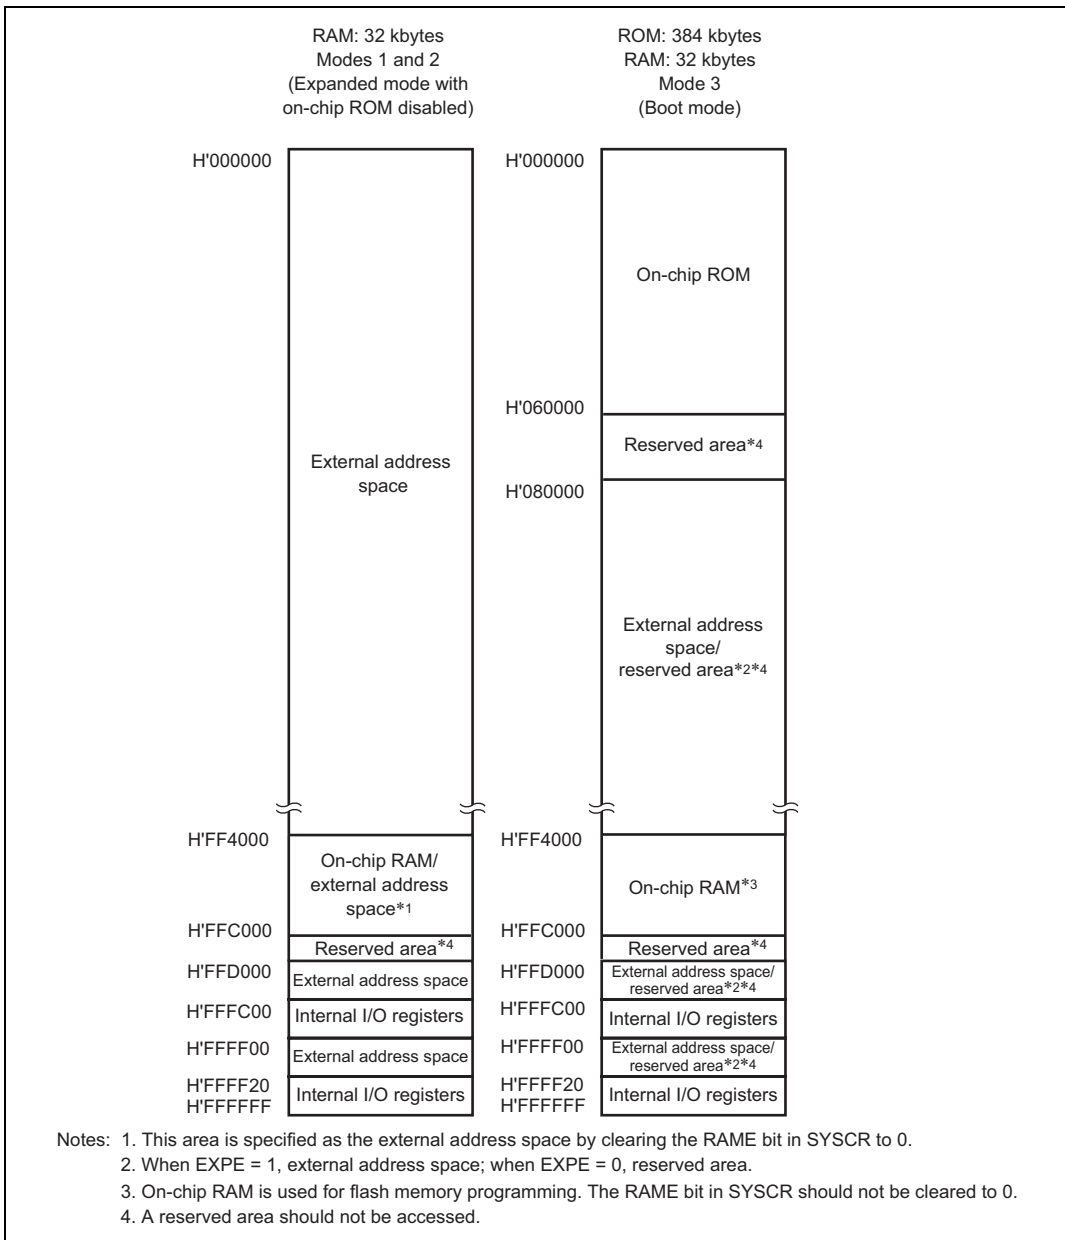 RAM: 32 kbytes
Modes 1 and 2
(Expanded mode with
on-chip ROM disabled)
H'000000
External address
space
H'FF4000
On-chip RAM/
external address
space*1
H'FFC000
Reserved area*4
H'FFD000
External address space
H'FFFC00
Internal I/O registers
H'FFFF00
External address space
H'FFFF20
Internal I/O registers
H'FFFFFF
ROM: 384 kbytes
RAM: 32 kbytes
Mode 3
(Boot mode)
H'000000
On-chip ROM
H'060000
Reserved area*4
H'080000
External address
space/
reserved area*2*4
H'FF4000
On-chip RAM*3
H'FFC000
Reserved area*4
H'FFD000
External address space/
reserved area*2*4
H'FFFC00
Internal I/O registers
H'FFFF00
External address space/
reserved area*2*4
H'FFFF20
Internal I/O registers
H'FFFFFF
Notes: 1. This area is specified as the external address space by clearing the RAME bit in SYSCR to 0.
2. When EXPE = 1, external address space; when EXPE = 0, reserved area.
3. On-chip RAM is used for flash memory programming. The RAME bit in SYSCR should not be cleared to 0.
4. A reserved area should not be accessed.